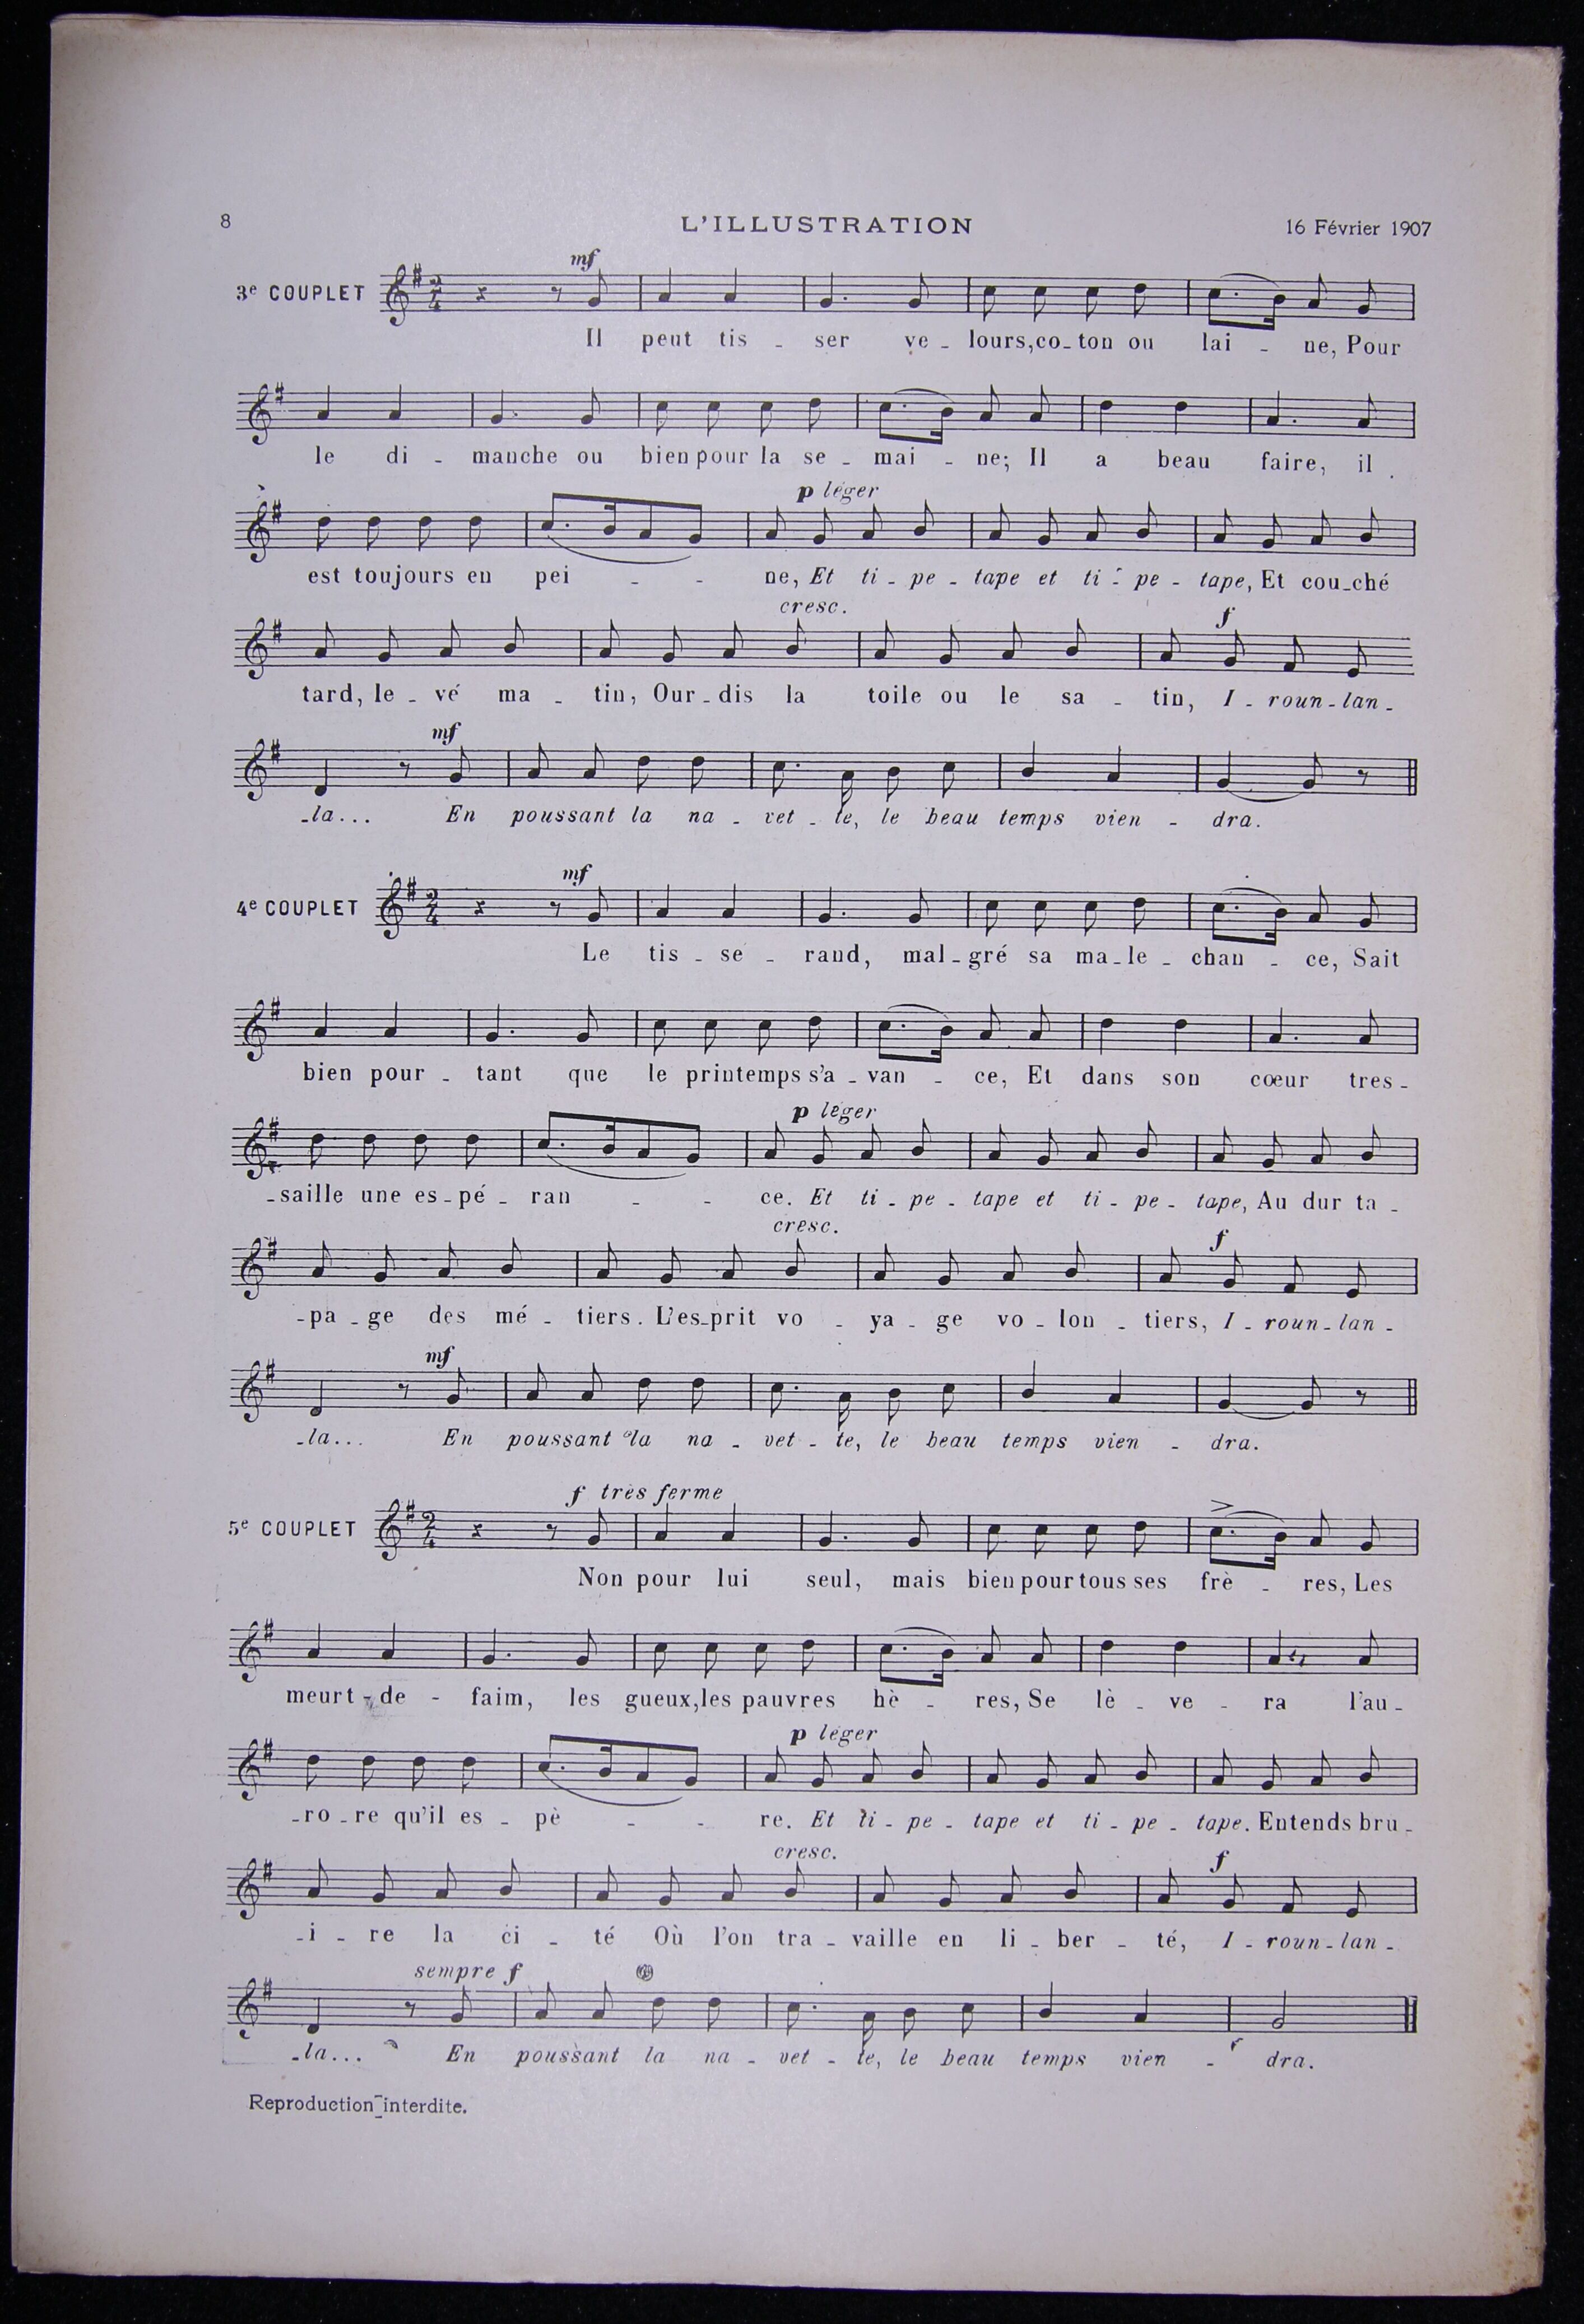 8 L'ILLUSTRATION 16 Février 1907
mf
3e COUPLET
Il peut tis - ser ve - lours, co - ton ou lai - ne, Pour
le di - manche ou bien pour la se - mai - ne; Il a beau faire, il
p léger
est toujours en pei - - ne, Et ti - pe - tape et ti - pe - tape, Et cou - ché
cresc. f
tard, le - vé ma - tin, Our - dis la toile ou le sa - tin, I - roun - lan -
mf
- la... En poussant la na - vet - te, le beau temps vien - dra.
mf
4e COUPLET
Le tis - se - rand, mal - gré sa ma - le - chan - ce, Sait
bien pour - tant que le printemps s'a - van - ce, Et dans son cœur tres -
p léger
- saille une es - pé - ran - - ce. Et ti - pe - tape et ti - pe - tape, Au dur ta -
cresc. f
- pa - ge des mé - tiers. L'es - prit vo - ya - ge vo - lon - tiers, I - roun - lan -
mf
- la... En poussant la na - vet - te, le beau temps vien - dra.
f très ferme
5e COUPLET
Non pour lui seul, mais bien pour tous ses frè - res, Les
meurt - de - faim, les gueux, les pauvres hè - res, Se lè - ve - ra l'au -
p léger
- ro - re qu'il es - pè - - re. Et ti - pe - tape et ti - pe - tape. Entends bru -
cresc. f
- i - re la ci - té Où l'on tra - vaille en li - ber - té, I - roun - lan -
sempre f
- la... En poussant la na - vet - te, le beau temps vien - dra.
Reproduction interdite.